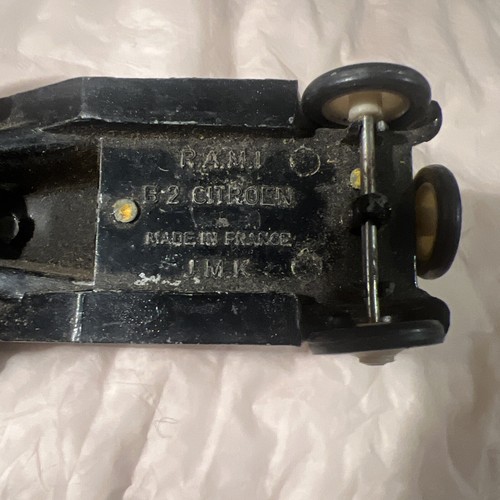 R.A.M.I
B.2 CITROEN
MADE IN FRANCE
J.M.K